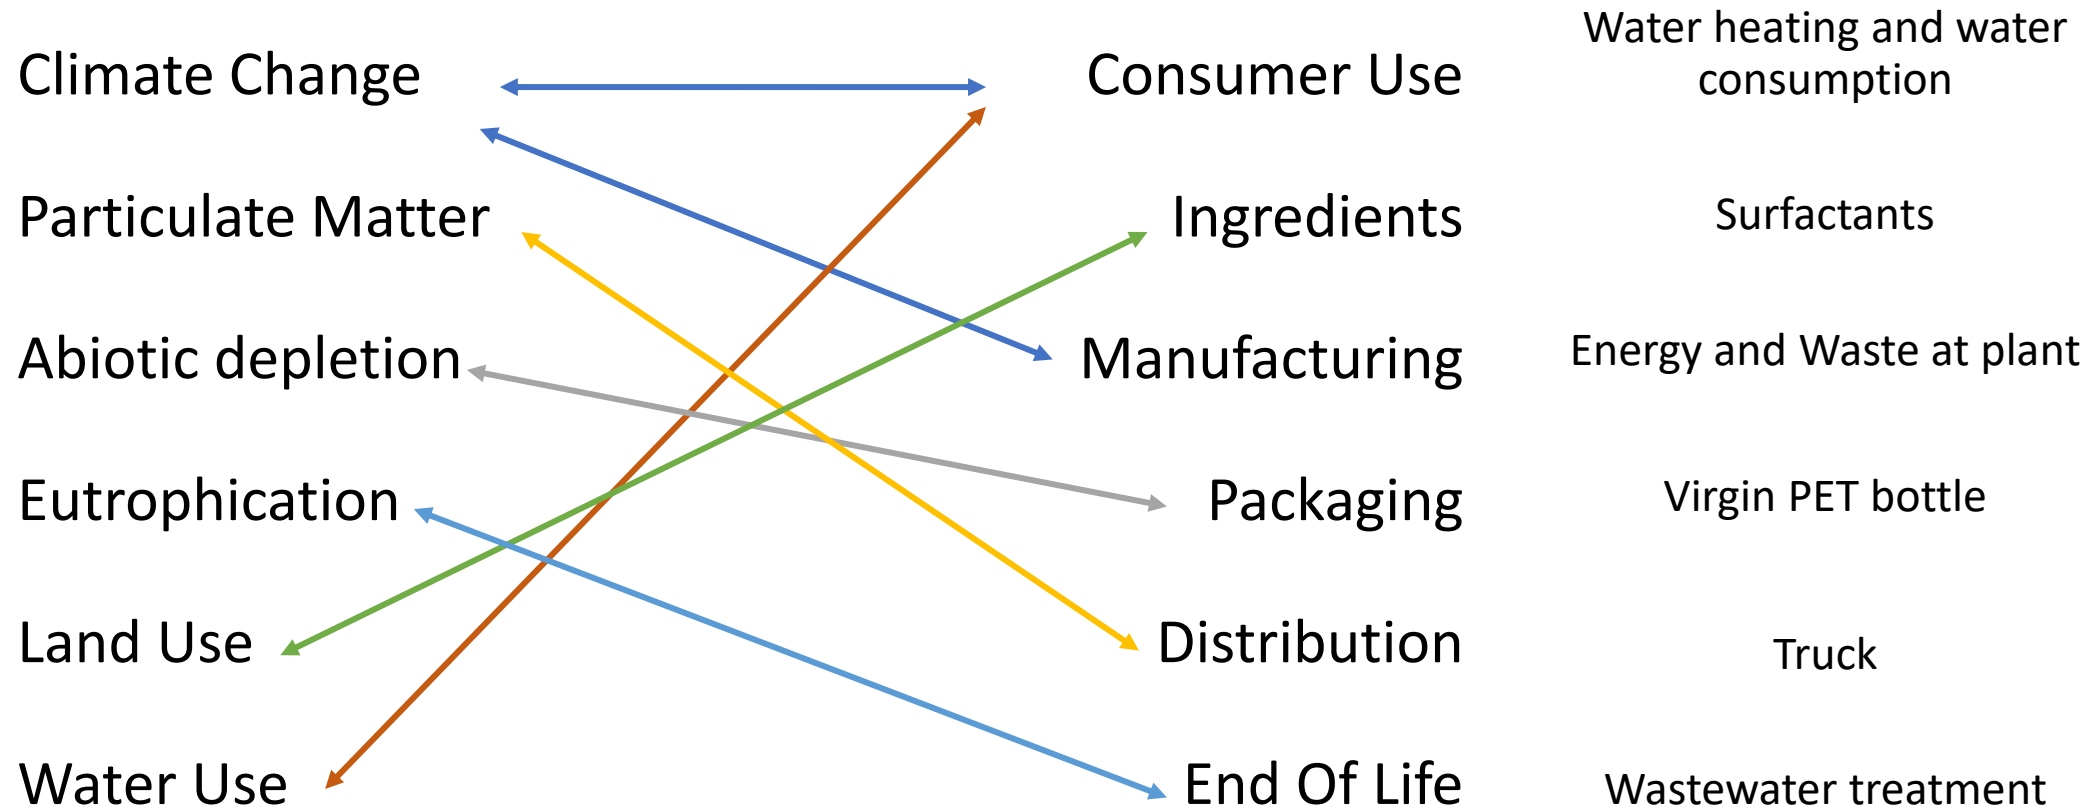 Climate Change
Consumer Use
Water heating and water
consumption
Particulate Matter
Ingredients
Surfactants
Abiotic depletion
Manufacturing
Energy and Waste at plant
Eutrophication
Packaging
Virgin PET bottle
Land Use
Distribution
Truck
Water Use
End Of Life
Wastewater treatment